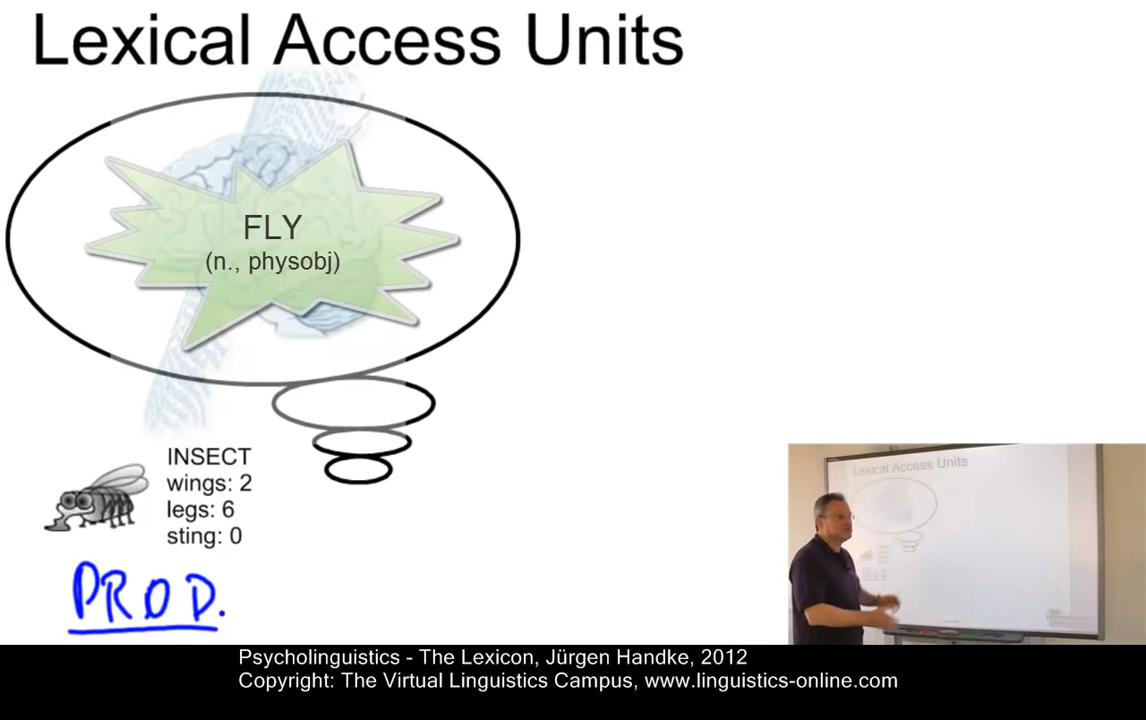 Lexical Access Units
FLY
(n., physobj)
INSECT
wings: 2
legs: 6
sting: 0
PROD.
Lexical Access Units
Psycholinguistics - The Lexicon, Jürgen Handke, 2012
Copyright: The Virtual Linguistics Campus, www.linguistics-online.com